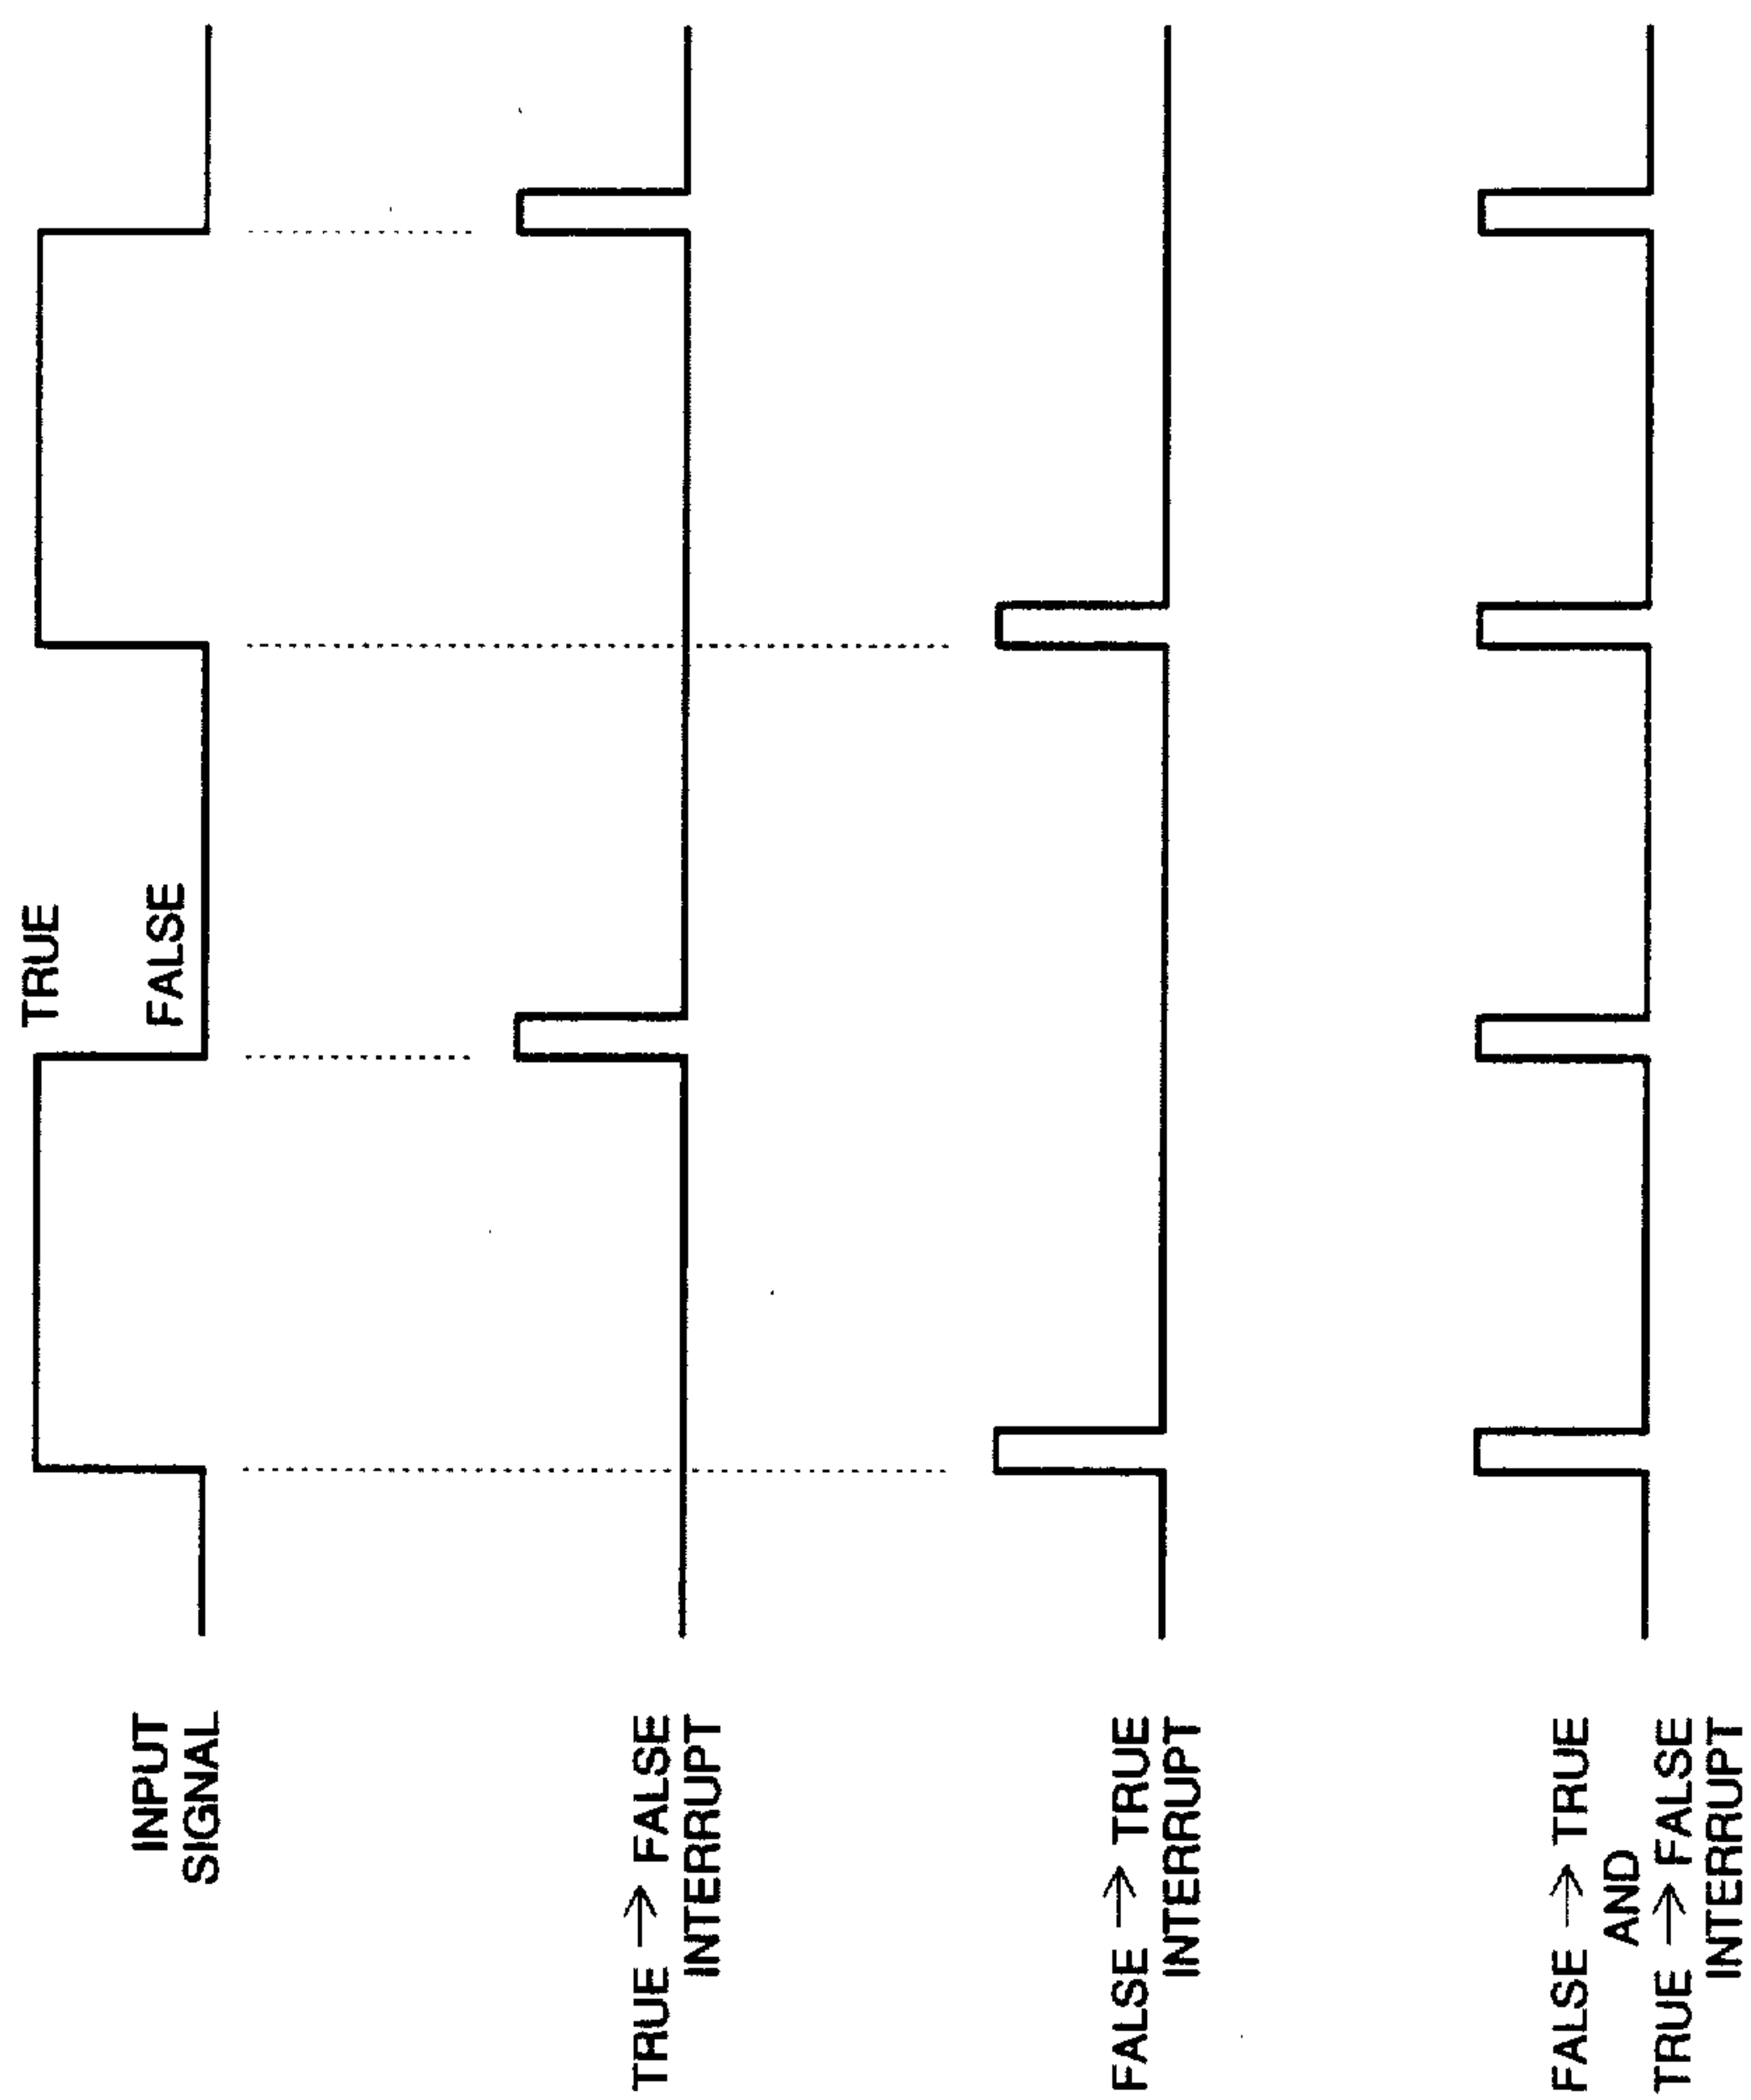 TRUE
FALSE
INPUT
SIGNAL
TRUE → FALSE
INTERRUPT
FALSE → TRUE
INTERRUPT
FALSE → TRUE
AND
TRUE → FALSE
INTERRUPT